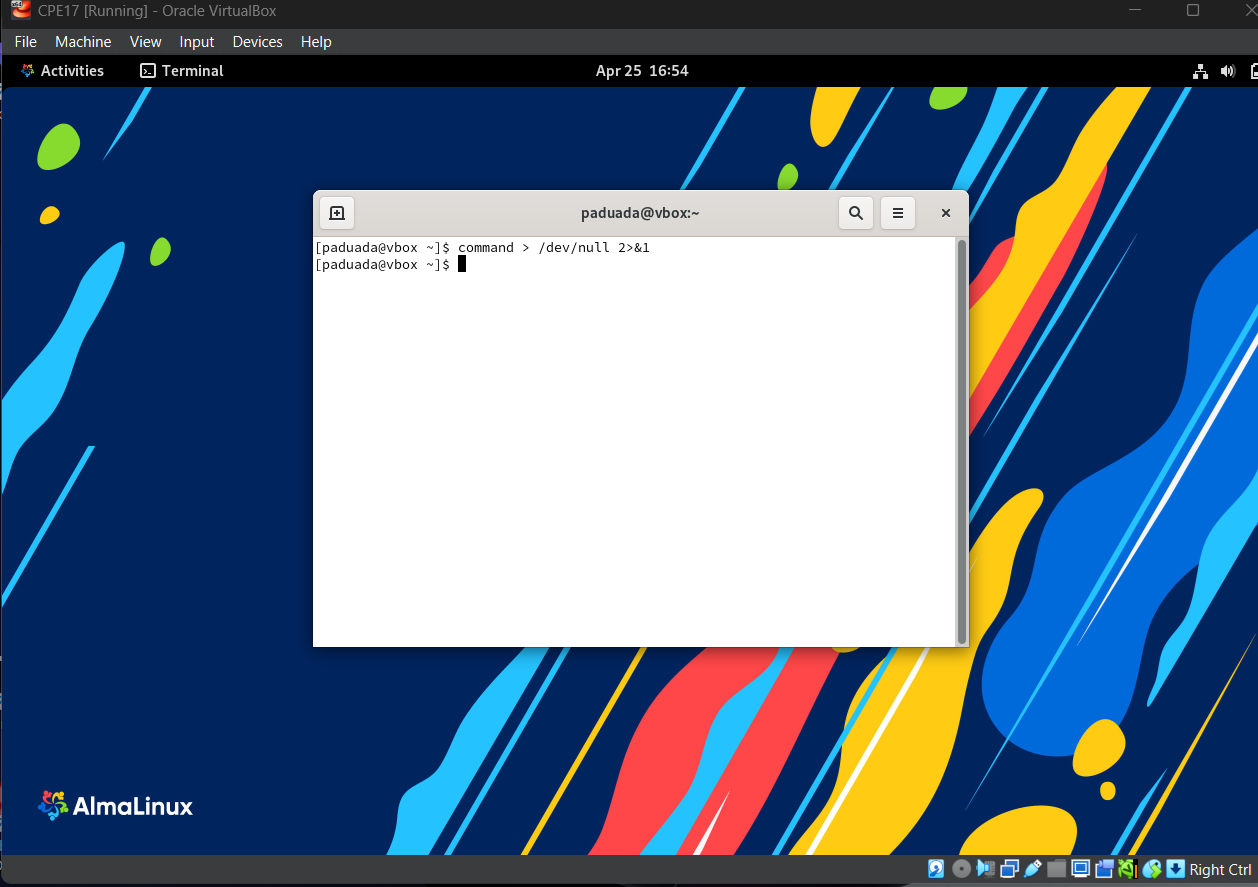 CPE17 [Running] - Oracle VirtualBox
File Machine View Input Devices Help
Activities Terminal Apr 25 16:54
paduada@vbox:~
[paduada@vbox ~]$ command > /dev/null 2>&1
[paduada@vbox ~]$
AlmaLinux
Right Ctrl